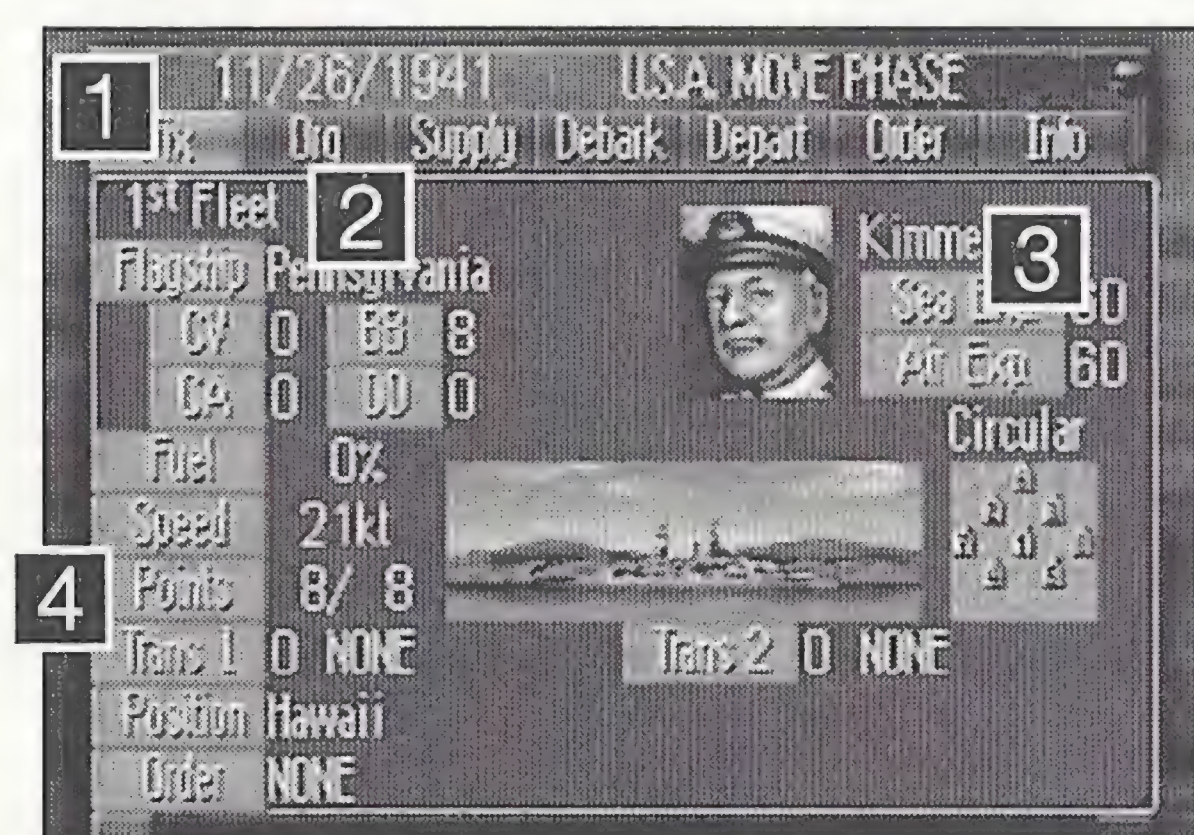 1 11/26/1941 U.S.A. MOVE PHASE
Org Supply Debark Depart Order Info
1st Fleet 2
Kimme 3
Flagship Pennsylvania
Sea 60
CV 0 BB 8
Air Exp. 60
CA 0 DD 0
Circular
Fuel 0%
Speed 21kt
4 Points 8/ 8
Trans 1 0 NONE Trans 2 0 NONE
Position Hawaii
Order NONE